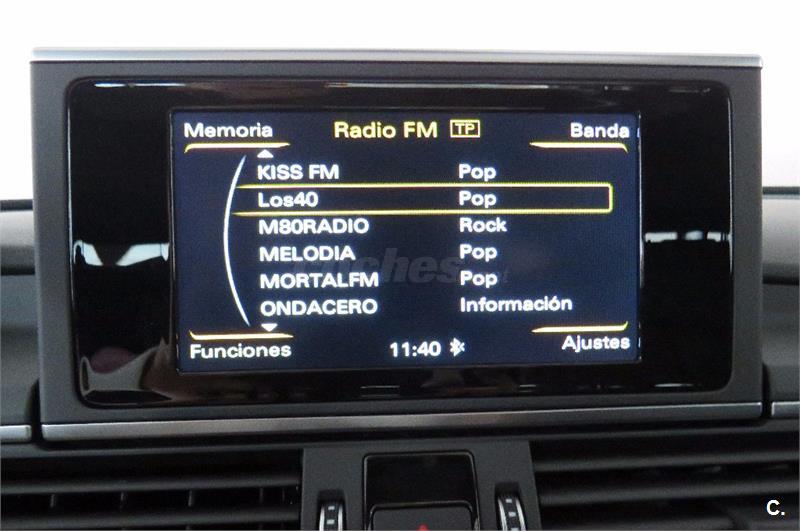 Memoria Radio FM TP Banda
KISS FM Pop
Los40 Pop
M80RADIO Rock
MELODIA Pop
MORTALFM Pop
ONDACERO Información
Funciones 11:40 Ajustes
C.